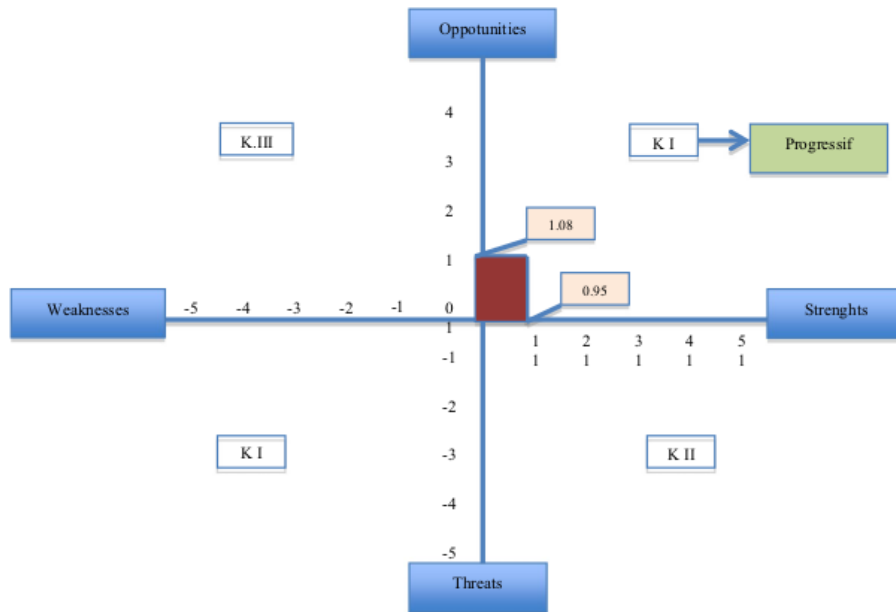 Oppotunities
4
K.III
K I
Progressif
3
2
1.08
1
0.95
Weaknesses
-5 -4 -3 -2 -1 0
Strenghts
1
1 2 3 4 5
-1
1 1 1 1 1
-2
K I
-3
K II
-4
-5
Threats